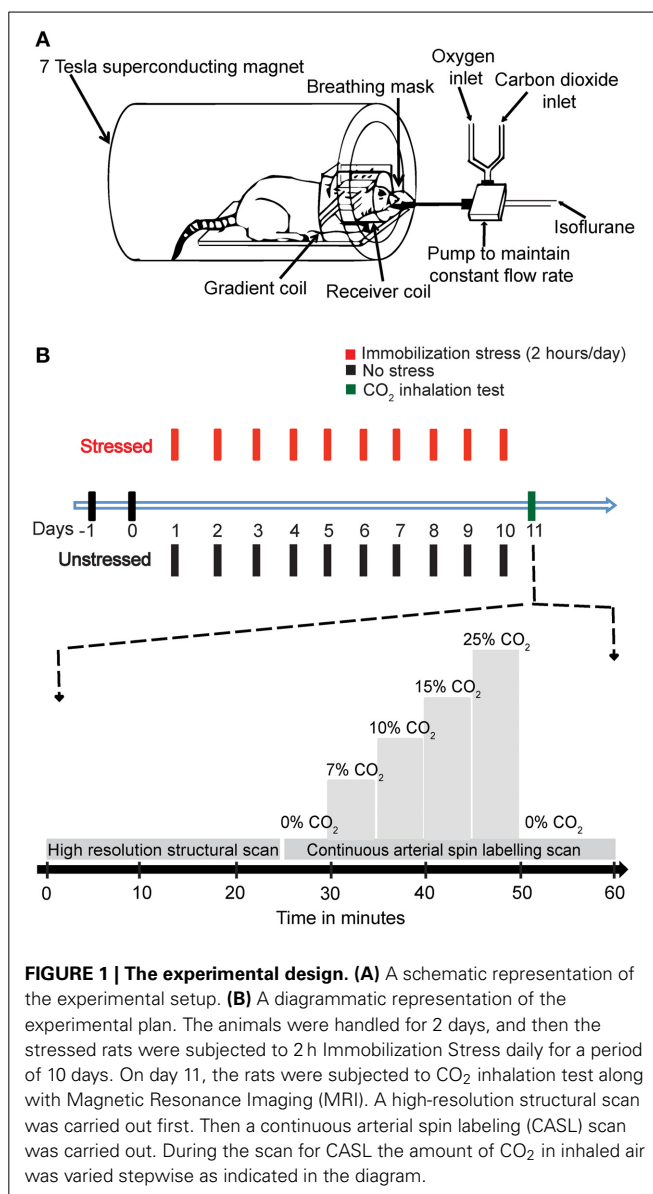 A
7 Tesla superconducting magnet
Breathing mask
Oxygen
inlet
Carbon dioxide
inlet
Isoflurane
Pump to maintain
constant flow rate
Gradient coil
Receiver coil
B
Immobilization stress (2 hours/day)
No stress
CO2 inhalation test
Stressed
Days -1 0 1 2 3 4 5 6 7 8 9 10 11
Unstressed
25% CO2
15% CO2
10% CO2
7% CO2
0% CO2
0% CO2
High resolution structural scan
Continuous arterial spin labelling scan
0 10 20 30 40 50 60
Time in minutes
FIGURE 1 | The experimental design. (A) A schematic representation of
the experimental setup. (B) A diagrammatic representation of the
experimental plan. The animals were handled for 2 days, and then the
stressed rats were subjected to 2 h Immobilization Stress daily for a period
of 10 days. On day 11, the rats were subjected to CO2 inhalation test along
with Magnetic Resonance Imaging (MRI). A high-resolution structural scan
was carried out first. Then a continuous arterial spin labeling (CASL) scan
was carried out. During the scan for CASL the amount of CO2 in inhaled air
was varied stepwise as indicated in the diagram.